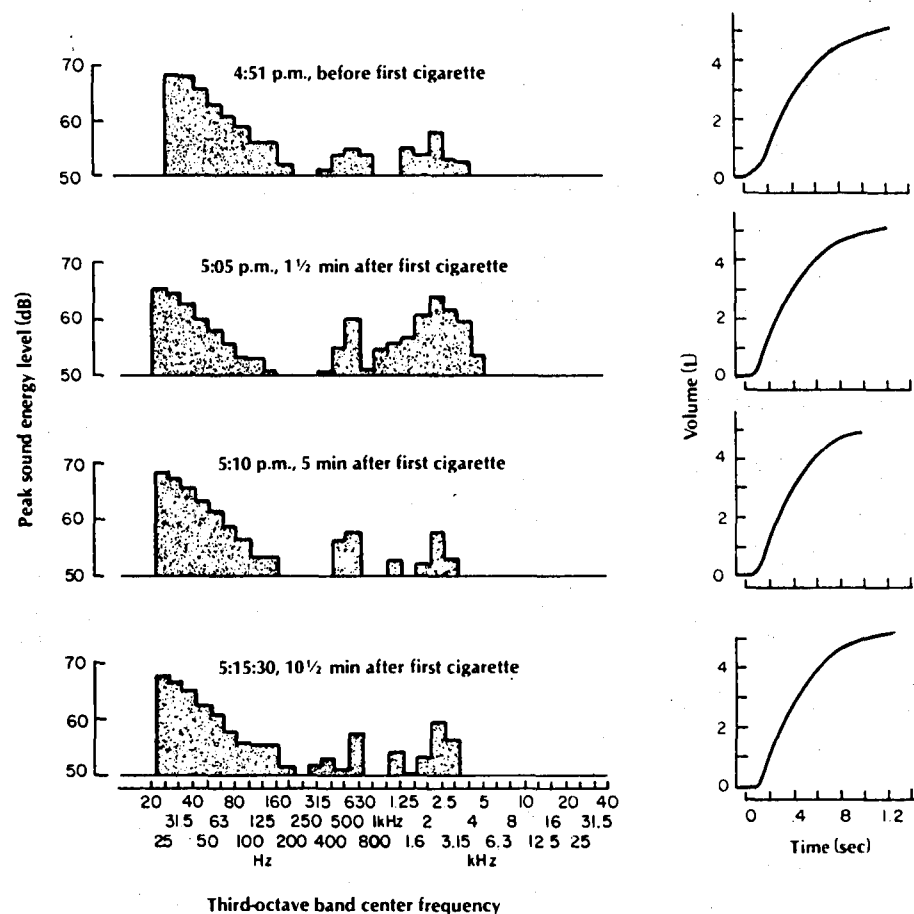 4:51 p.m., before first cigarette
70
60
50
4
2
0
5:05 p.m., 1½ min after first cigarette
70
60
50
4
2
0
Peak sound energy level (dB)
Volume (L)
5:10 p.m., 5 min after first cigarette
70
60
50
4
2
0
5:15:30, 10½ min after first cigarette
70
60
50
4
2
0
20 40 80 160 315 630 1.25 2.5 5 10 20 40
31.5 63 125 250 500 1kHz 2 4 8 16 31.5
25 50 100 200 400 800 1.6 3.15 6.3 12.5 25
Hz kHz
0 .4 .8 1.2
Time (sec)
Third-octave band center frequency